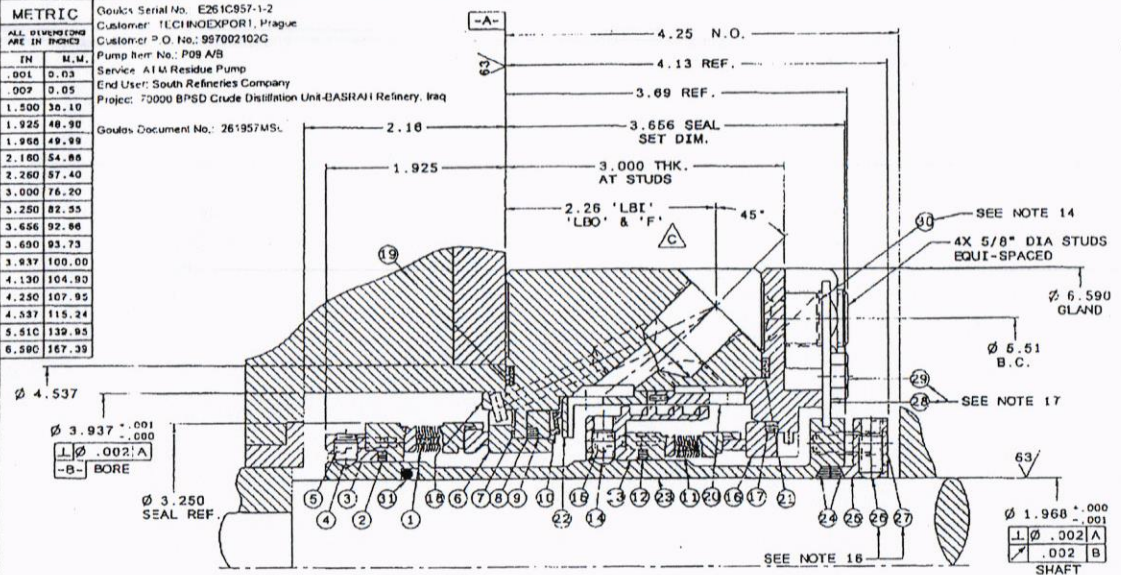 METRIC
ALL DIMENSIONS
ARE IN INCHES
IN M.M.
.001 0.03
.002 0.05
1.500 38.10
1.925 48.90
1.968 49.99
2.160 54.86
2.260 57.40
3.000 76.20
3.250 82.55
3.656 92.86
3.690 93.73
3.937 100.00
4.130 104.90
4.250 107.95
4.537 115.24
5.510 139.95
6.590 167.39
Goulds Serial No. E261C957-1-2
Customer: TECHNOEXPORT, Prague
Customer P.O. No.: 997002102G
Pump Item No.: P09 A/B
Service: ATM Residue Pump
End User: South Refineries Company
Project: 70000 BPSD Crude Distillation Unit-BASRAH Refinery, Iraq
Goulds Document No.: 261957MSL
-A-
63
4.25 N.O.
4.13 REF.
3.69 REF.
2.16
3.656 SEAL
SET DIM.
1.925
3.000 THK.
AT STUDS
2.26 'LBI'
'LBO' & 'F'
C
45°
30
SEE NOTE 14
4X 5/8" DIA STUDS
EQUI-SPACED
19
Ø 6.590
GLAND
Ø 5.51
B.C.
29
28
SEE NOTE 17
Ø 4.537
Ø 3.937 +.001
-.000
⊥ Ø .002 A
-B- BORE
Ø 3.250
SEAL REF.
63
5 4 3 2 31 1 18 6 7 8 9 10 22 15 14 13 12 23 11 20 16 17 21 24 25 26 27
SEE NOTE 16
Ø 1.968 +.000
-.001
⊥ Ø .002 A
↗ .002 B
SHAFT